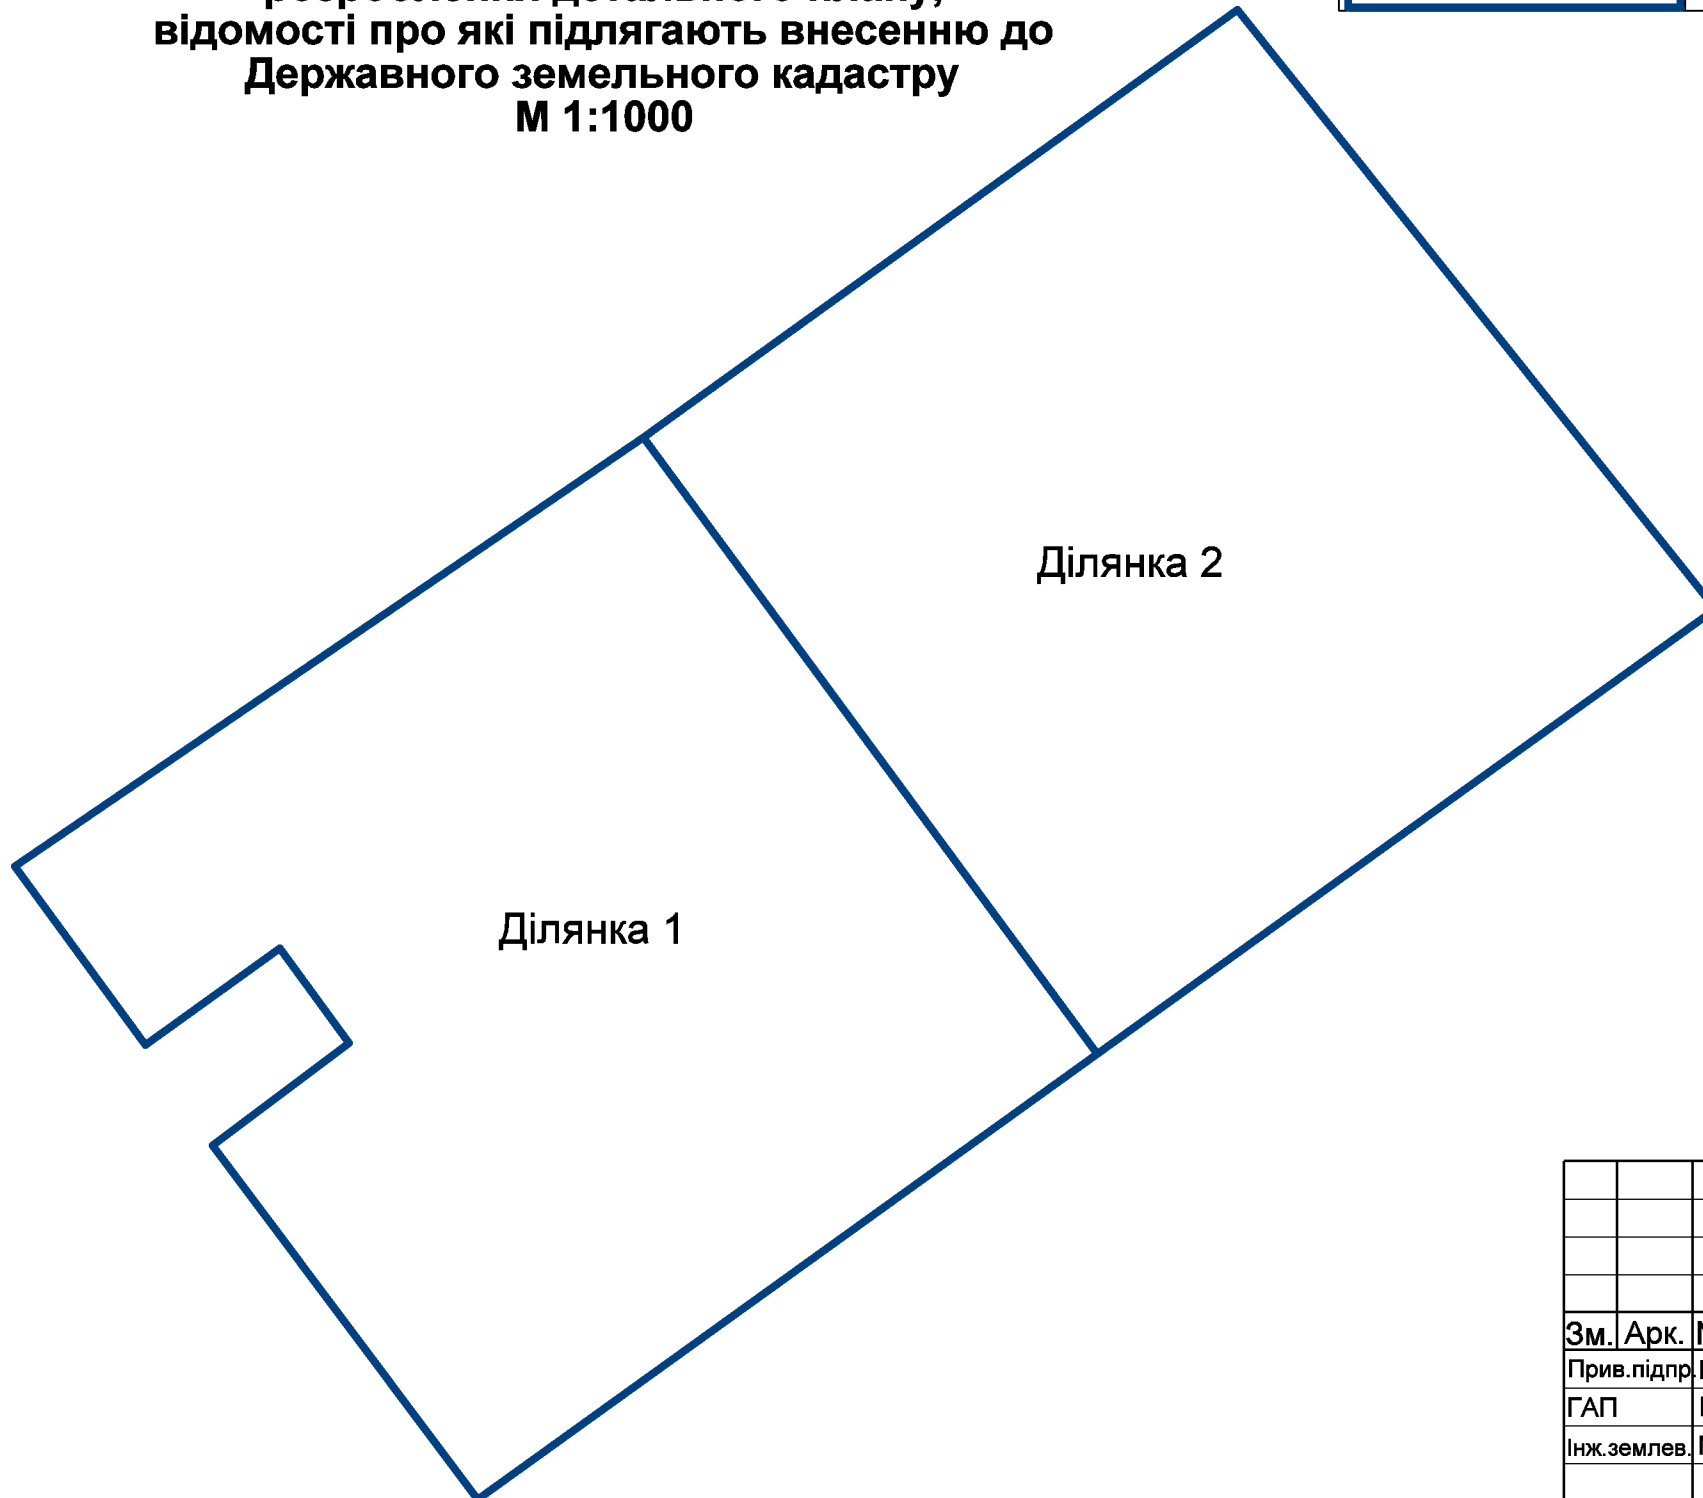 відомості про які підлягають внесенню до
Державного земельного кадастру
М 1:1000
Ділянка 2
Ділянка 1
Зм. Арк.
Прив.підпр.
ГАП
Інж.землев.